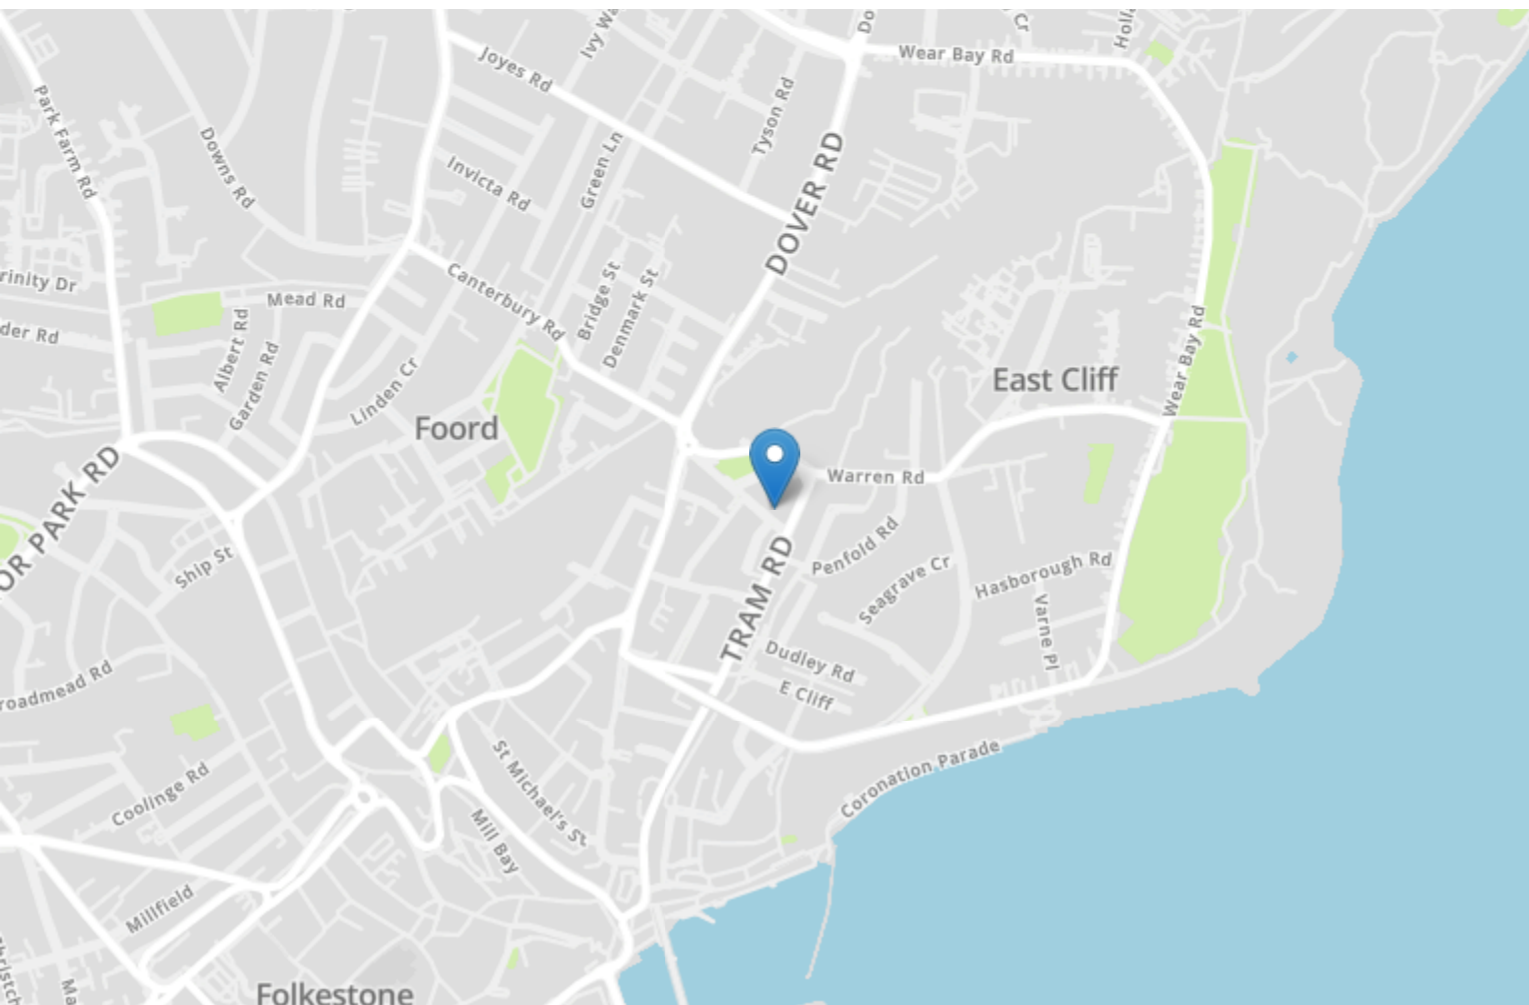 Wear Bay Rd
Joyes Rd
Tyson Rd
Park Farm Rd
Downs Rd
Green Ln
Invicta Rd
DOVER RD
Canterbury Rd
Bridge St
Denmark St
rinity Dr
Mead Rd
der Rd
Albert Rd
Garden Rd
Linden Cr
Wear Bay Rd
East Cliff
Foord
OR PARK RD
Warren Rd
Ship St
Penfold Rd
Seagrave Cr
Hasborough Rd
TRAM RD
Varne Pl
Dudley Rd
E Cliff
roadmead Rd
Coronation Parade
Coolinge Rd
St Michael's St
Mill Bay
Millfield
Folkestone
Cr